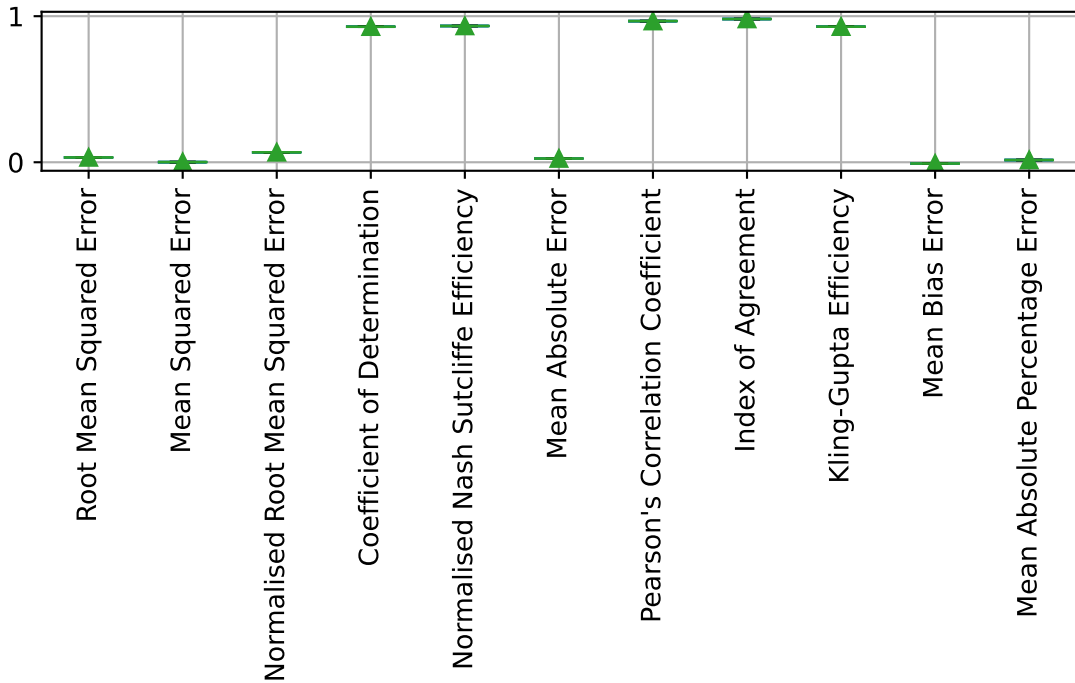 1
0
Root Mean Squared Error
Mean Squared Error
Normalised Root Mean Squared Error
Coefficient of Determination
Normalised Nash Sutcliffe Efficiency
Mean Absolute Error
Pearson's Correlation Coefficient
Index of Agreement
Kling-Gupta Efficiency
Mean Bias Error
Mean Absolute Percentage Error